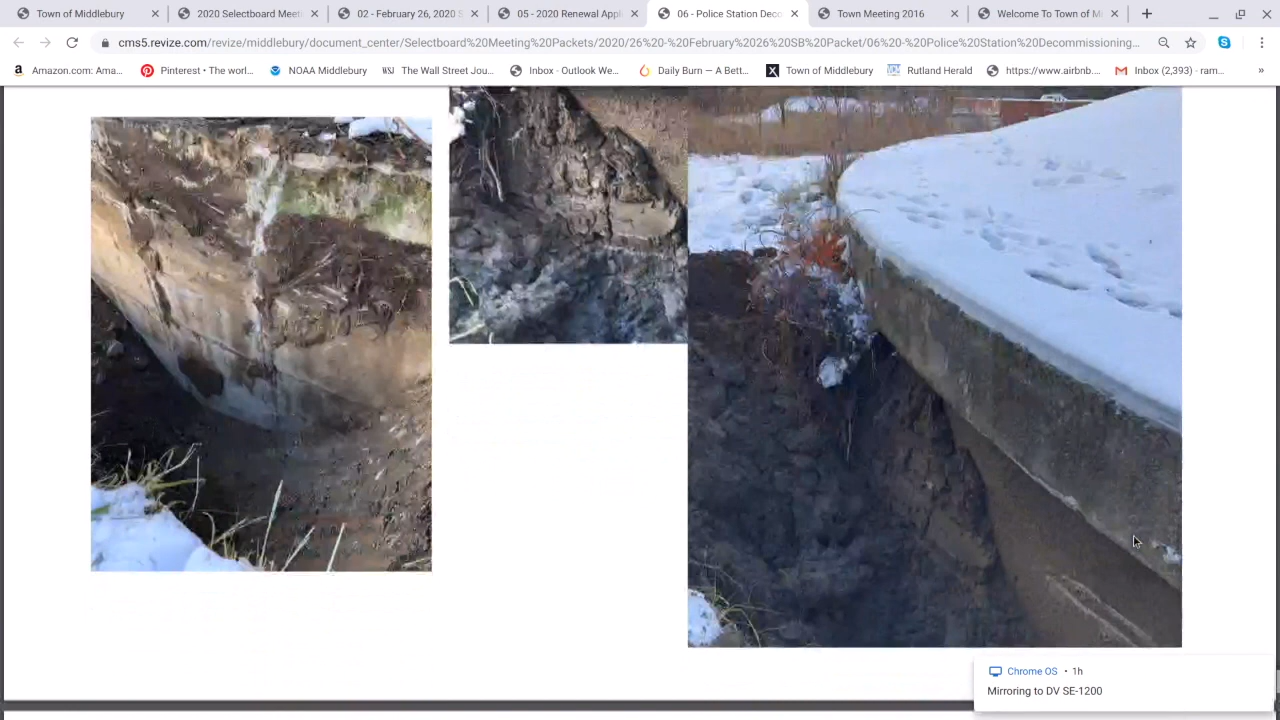 Town of Middlebury
2020 Selectboard Meeti
02 - February 26, 2020 S
05 - 2020 Renewal Appl
06 - Police Station Deco
Town Meeting 2016
Welcome To Town of M
cms5.revize.com/revize/middlebury/document_center/Selectboard%20Meeting%20Packets/2020/26%20-%20February%2026%20SB%20Packet/06%20-%20Police%20Station%20Decommissioning...
Amazon.com: Ama...
Pinterest • The worl...
NOAA Middlebury
WSJ The Wall Street Jou...
Inbox - Outlook We...
Daily Burn — A Bett...
X Town of Middlebury
Rutland Herald
https://www.airbnb....
Inbox (2,393) - ram...
»
Chrome OS • 1h
Mirroring to DV SE-1200